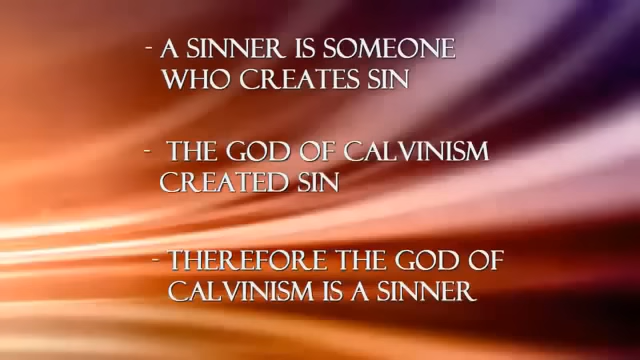 - A SINNER IS SOMEONE
WHO CREATES SIN
- THE GOD OF CALVINISM
CREATED SIN
- THEREFORE THE GOD OF
CALVINISM IS A SINNER